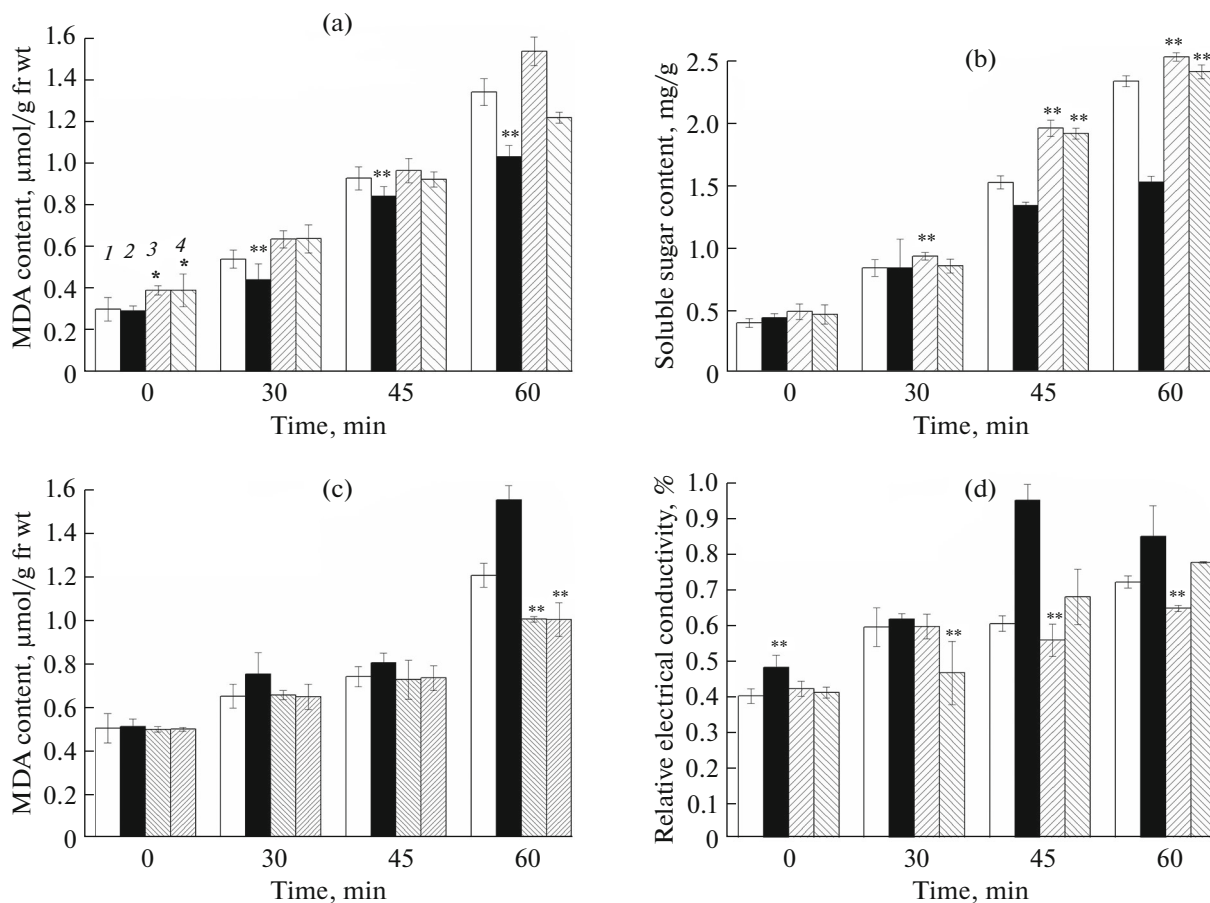 (a)
MDA content, µmol/g fr wt
1.6
1.4
1.2
1.0
0.8
0.6
0.4
0.2
0
1 2 3 4
* *
**
**
**
0 30 45 60
Time, min
(b)
Soluble sugar content, mg/g
2.5
2.0
1.5
1.0
0.5
0
**
** **
** **
0 30 45 60
Time, min
(c)
MDA content, µmol/g fr wt
1.6
1.4
1.2
1.0
0.8
0.6
0.4
0.2
0
** **
0 30 45 60
Time, min
(d)
Relative electrical conductivity, %
1.0
0.9
0.8
0.7
0.6
0.5
0.4
0.3
0.2
0.1
0
**
**
**
**
0 30 45 60
Time, min